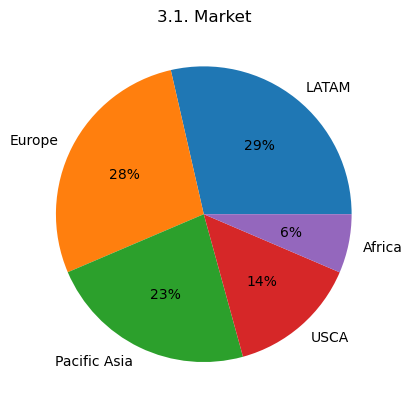 3.1. Market
LATAM
29%
Europe
28%
Pacific Asia
23%
USCA
14%
Africa
6%